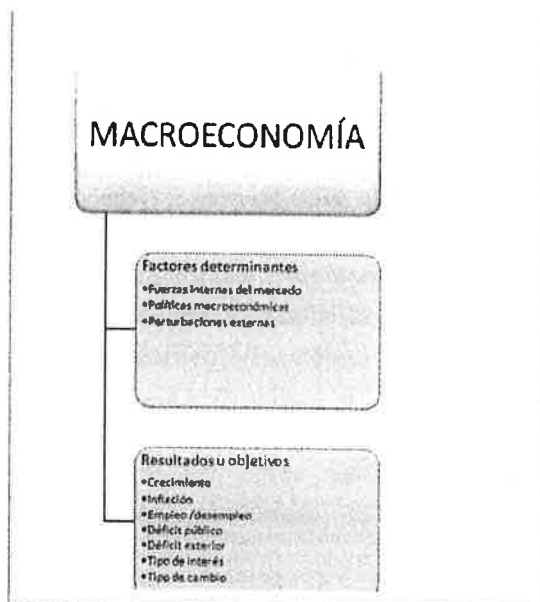 MACROECONOMÍA
Factores determinantes
•Fuerzas internas del mercado
•Políticas macroeconómicas
•Perturbaciones externas
Resultados u objetivos
•Crecimiento
•Inflación
•Empleo /desempleo
•Déficit público
•Déficit exterior
•Tipo de interés
•Tipo de cambio